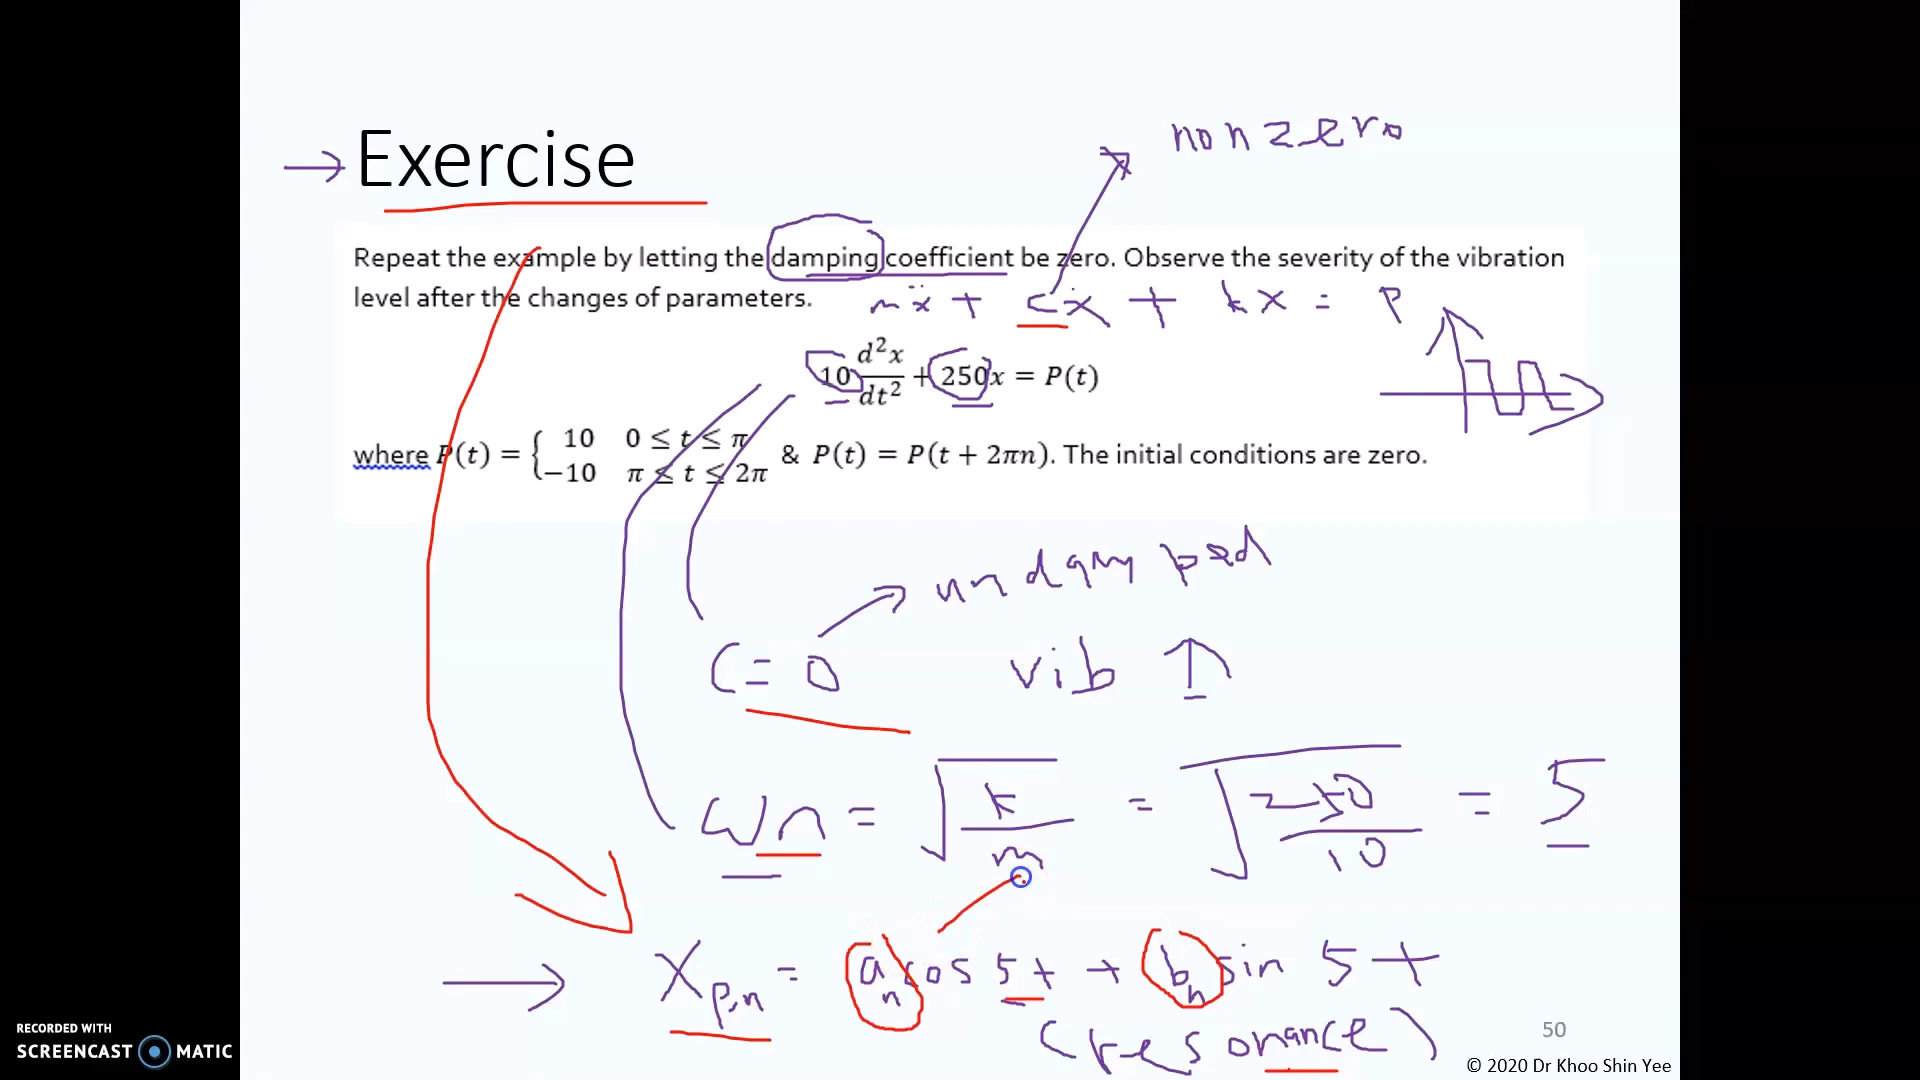 non zero
→ Exercise
Repeat the example by letting the damping coefficient be zero. Observe the severity of the vibration
level after the changes of parameters.
mẍ + cẋ + kx = P
10 d²x/dt² + 250x = P(t)
where P(t) = { 10 0 ≤ t ≤ π
−10 π ≤ t ≤ 2π
& P(t) = P(t + 2πn). The initial conditions are zero.
undamped
C = 0 vib ↑
ωn = √(k/m) = √(250/10) = 5
→ Xp,n = an cos 5t + bn sin 5t
(resonance)
50
© 2020 Dr Khoo Shin Yee
RECORDED WITH
SCREENCAST MATIC